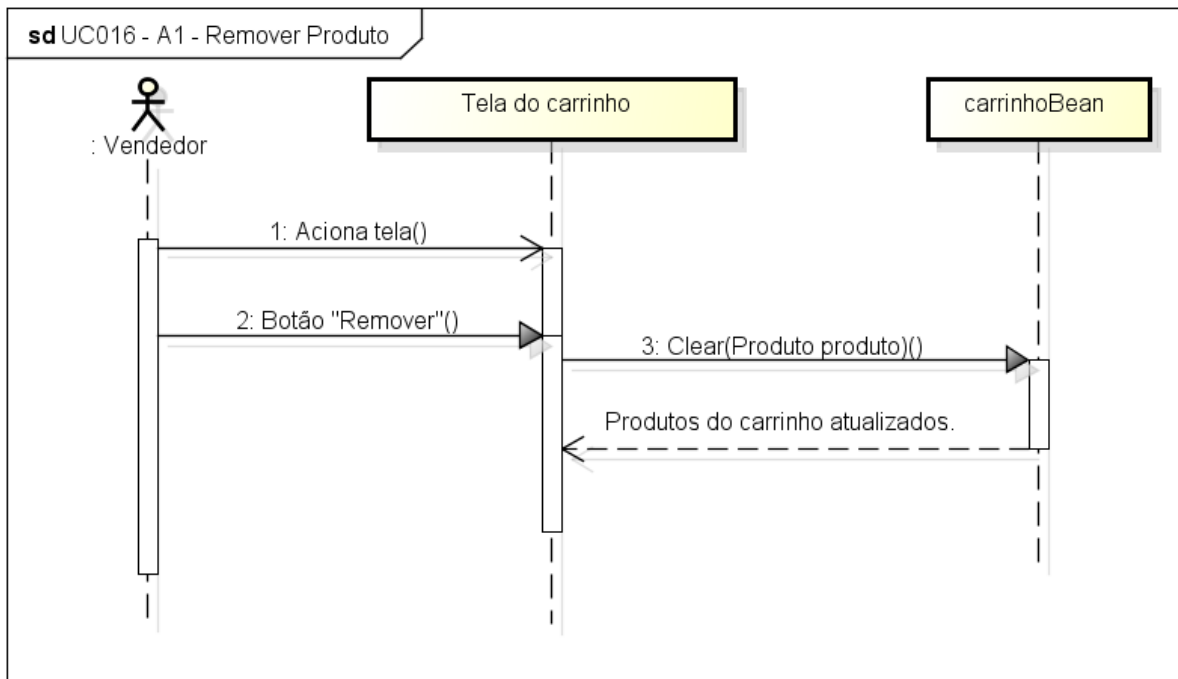 sd UC016 - A1 - Remover Produto
: Vendedor
Tela do carrinho
carrinhoBean
1: Aciona tela()
2: Botão "Remover"()
3: Clear(Produto produto)()
Produtos do carrinho atualizados.